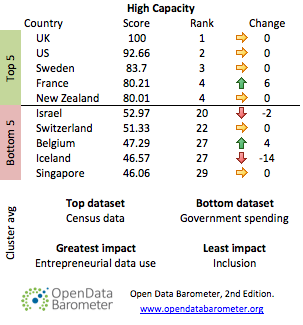 High Capacity
Country Score Rank Change
Top 5
UK 100 1 0
US 92.66 2 0
Sweden 83.7 3 0
France 80.21 4 6
New Zealand 80.01 4 0
Bottom 5
Israel 52.97 20 -2
Switzerland 51.33 22 0
Belgium 47.29 27 4
Iceland 46.57 27 -14
Singapore 46.06 29 0
Cluster avg
Top dataset Bottom dataset
Census data Government spending
Greatest impact Least impact
Entrepreneurial data use Inclusion
OpenData
Barometer
Open Data Barometer, 2nd Edition.
www.opendatabarometer.org